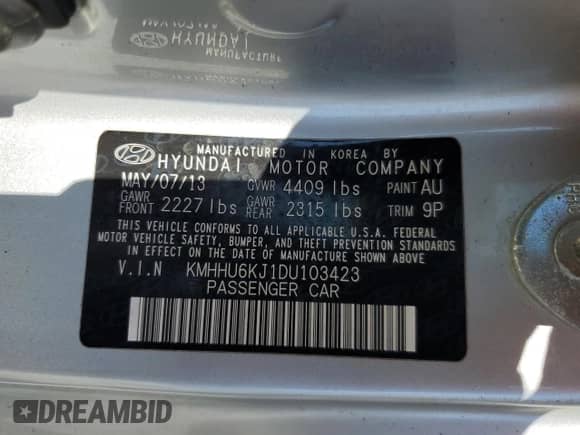 HYUNDAI
MANUFACTURED IN KOREA BY
HYUNDAI MOTOR COMPANY
MAY/07/13 GVWR 4409 lbs PAINT AU
GAWR FRONT 2227 lbs GAWR REAR 2315 lbs TRIM 9P
THIS VEHICLE CONFORMS TO ALL APPLICABLE U.S.A. FEDERAL
MOTOR VEHICLE SAFETY, BUMPER, AND THEFT PREVENTION STANDARDS
IN EFFECT ON THE DATE OF MANUFACTURE SHOWN ABOVE.
V.I.N KMHHU6KJ1DU103423
PASSENGER CAR
DREAMBID